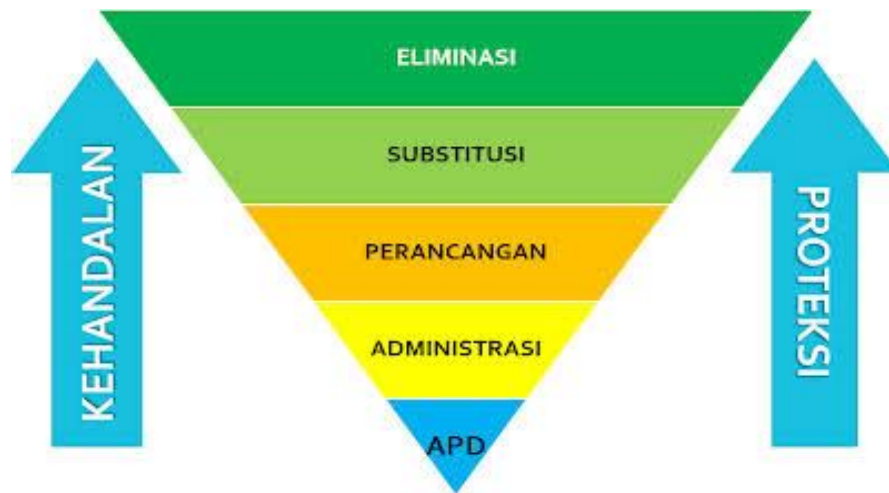 ELIMINASI
SUBSTITUSI
PERANCANGAN
ADMINISTRASI
APD
KEHANDALAN
PROTEKSI